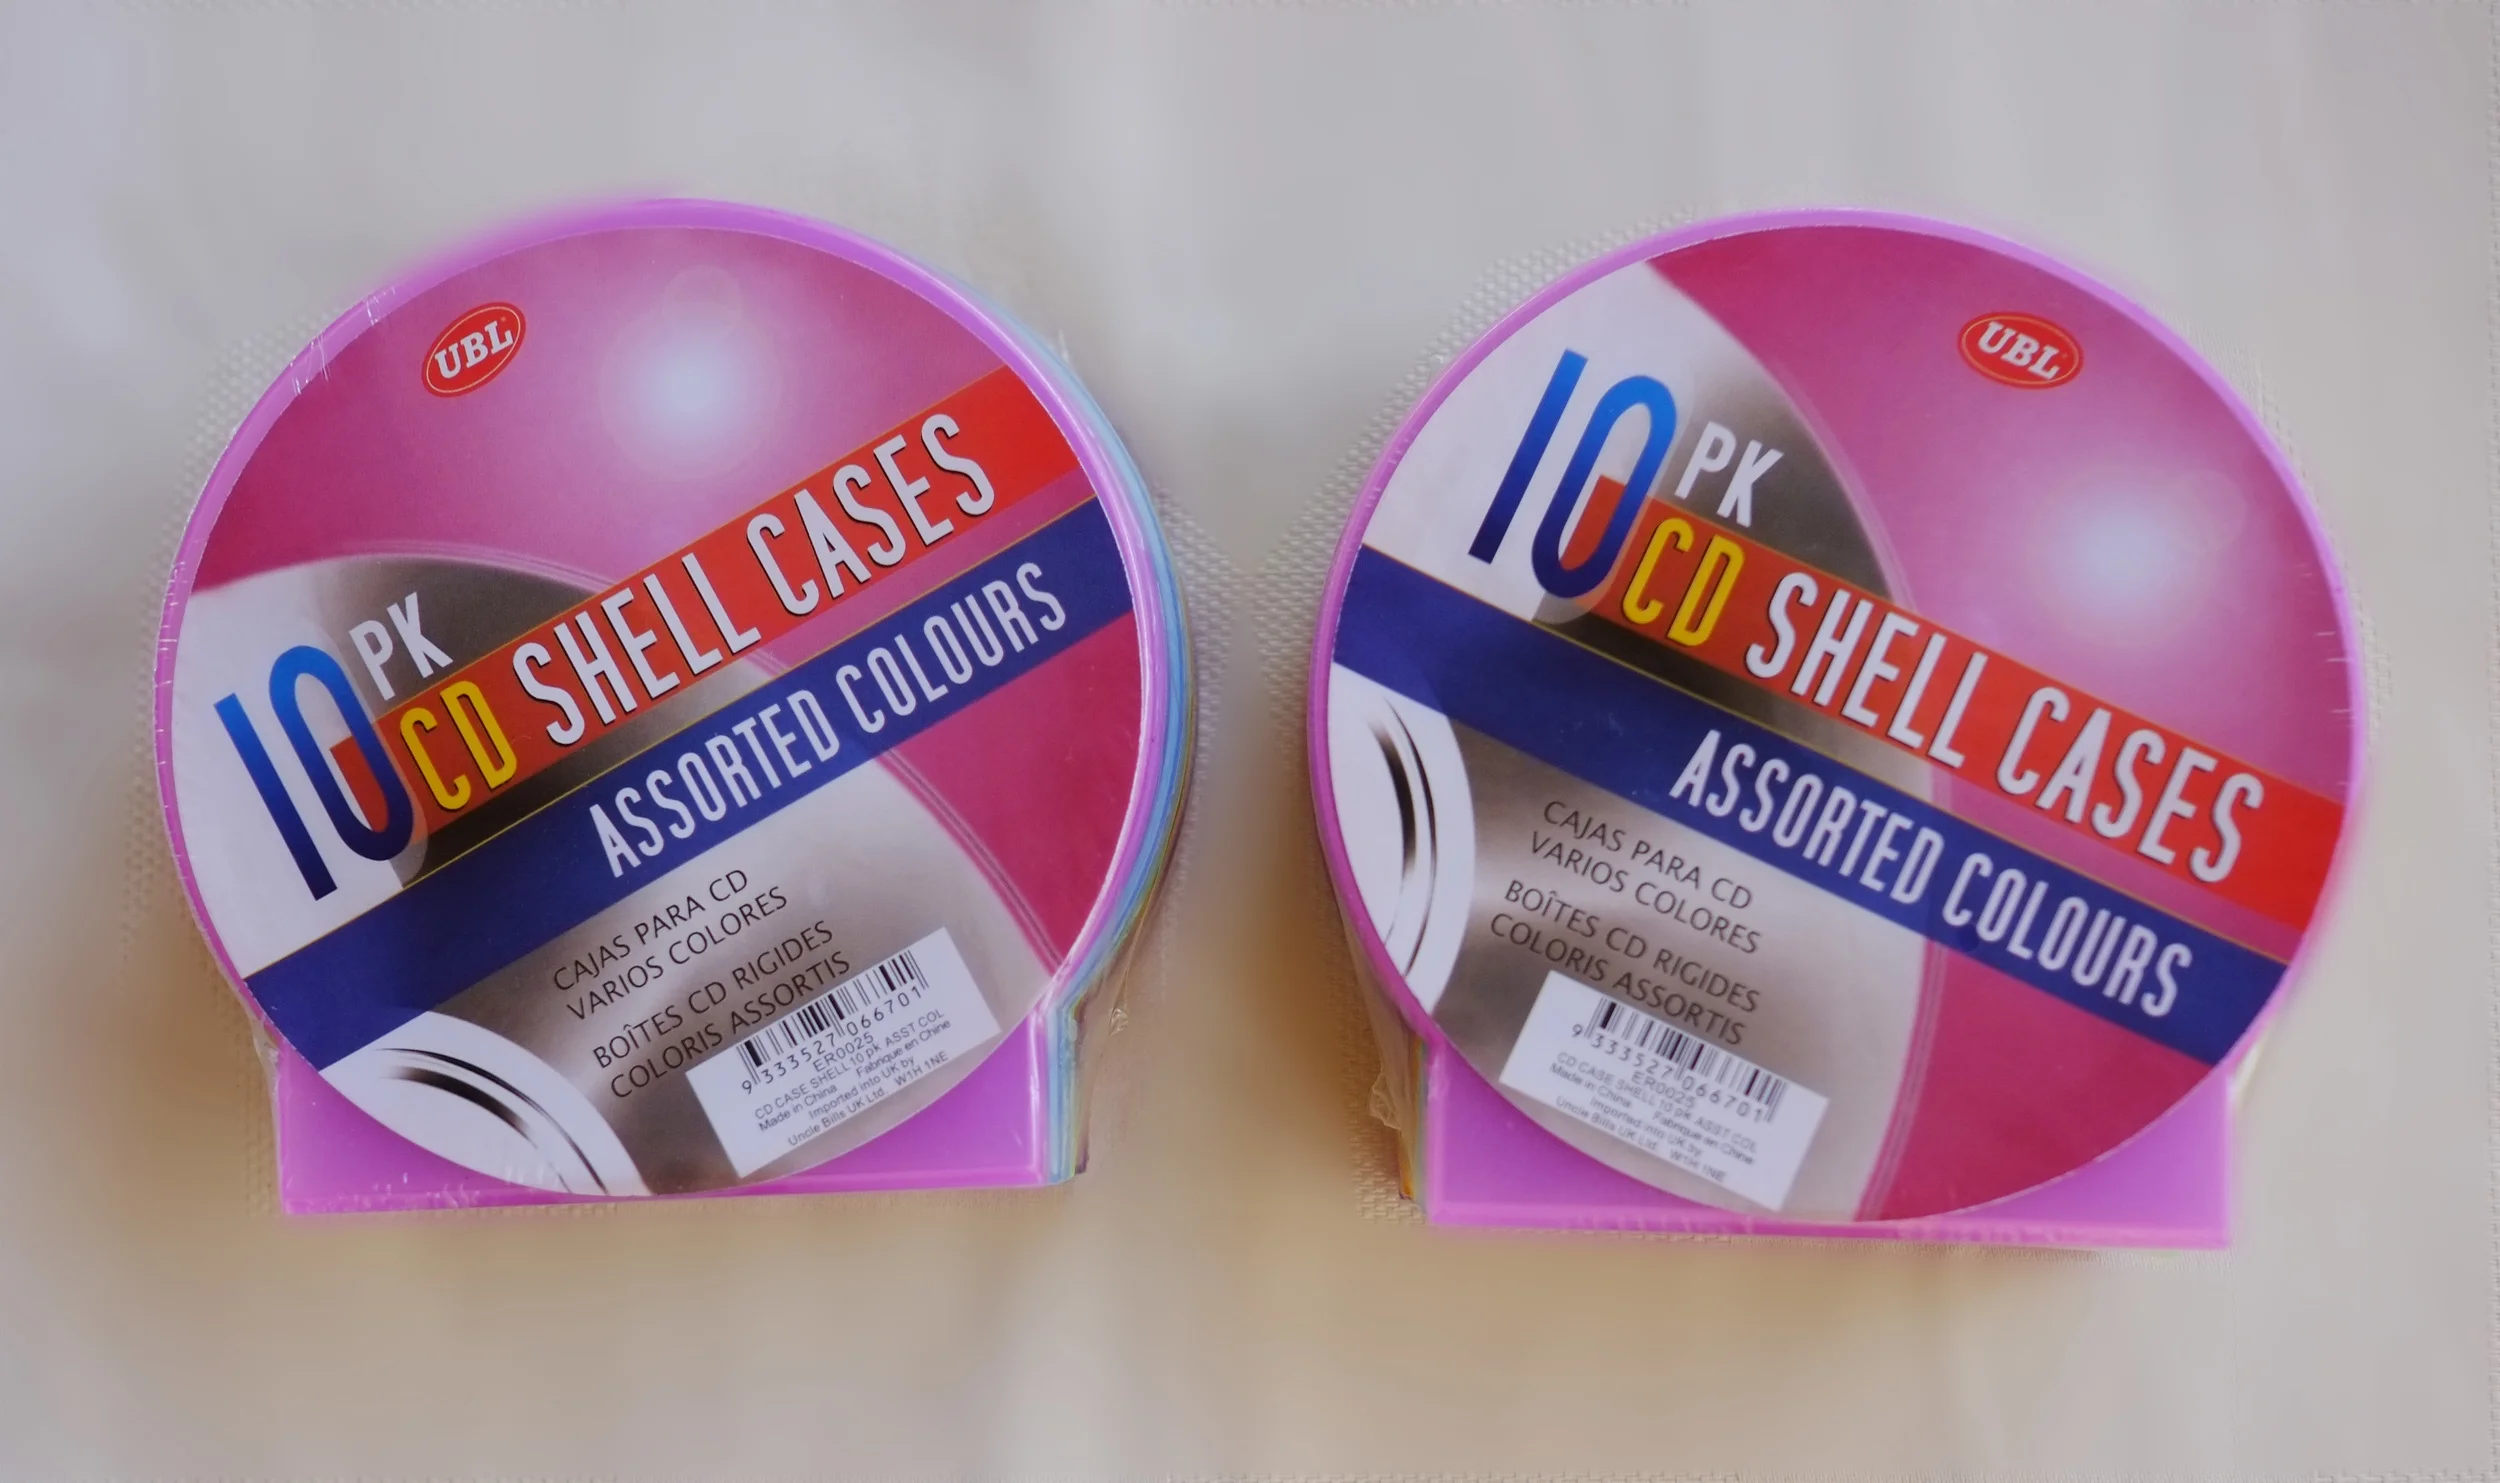 UBL
10 PK
CD SHELL CASES
ASSORTED COLOURS
CAJAS PARA CD
VARIOS COLORES
BOÎTES CD RIGIDES
COLORIS ASSORTIS
9 333527 066701
ER0025
CD CASE SHELL 10 pk ASST COL
Made in China Fabrique en Chine
Imported into UK by
Uncle Bills UK Ltd. W1H 1NE
UBL
10 PK
CD SHELL CASES
ASSORTED COLOURS
CAJAS PARA CD
VARIOS COLORES
BOÎTES CD RIGIDES
COLORIS ASSORTIS
9 333527 066701
ER0025
CD CASE SHELL 10 pk ASST COL
Made in China Fabrique en Chine
Imported into UK by
Uncle Bills UK Ltd. W1H 1NE